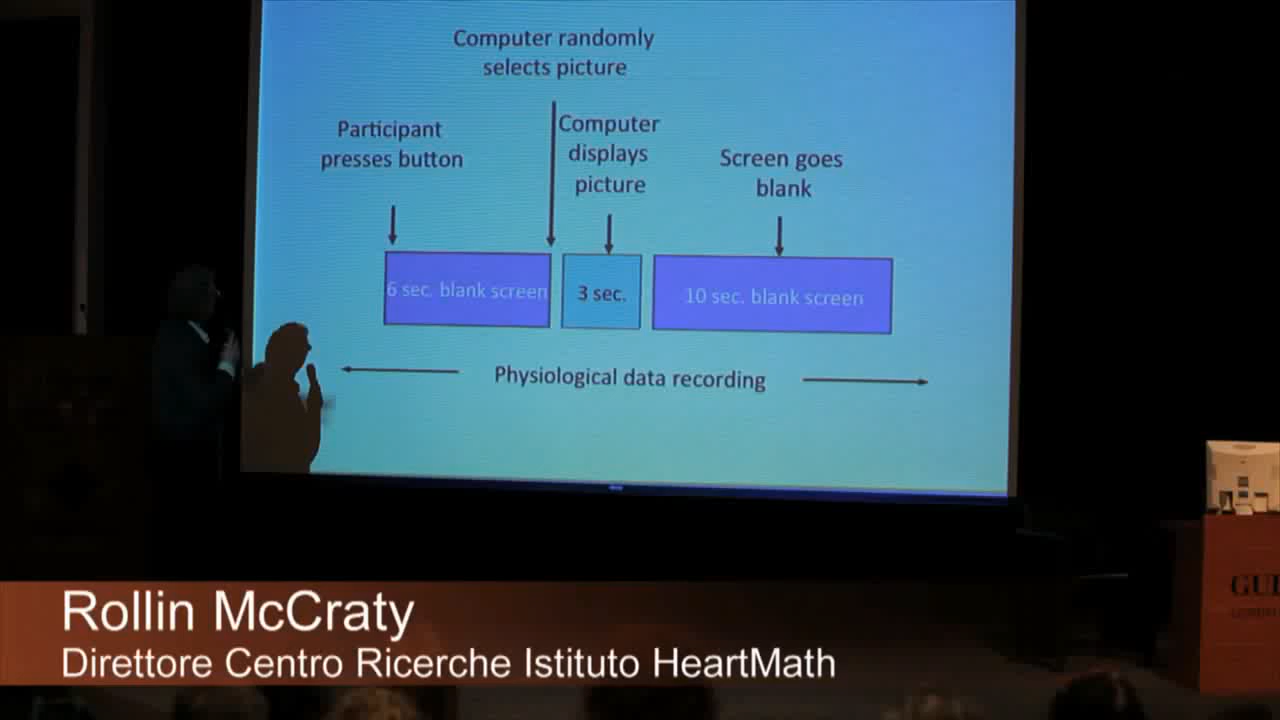 Computer randomly
selects picture
Participant
presses button
Computer
displays
picture
Screen goes
blank
6 sec. blank screen
3 sec.
10 sec. blank screen
Physiological data recording
Rollin McCraty
Direttore Centro Ricerche Istituto HeartMath